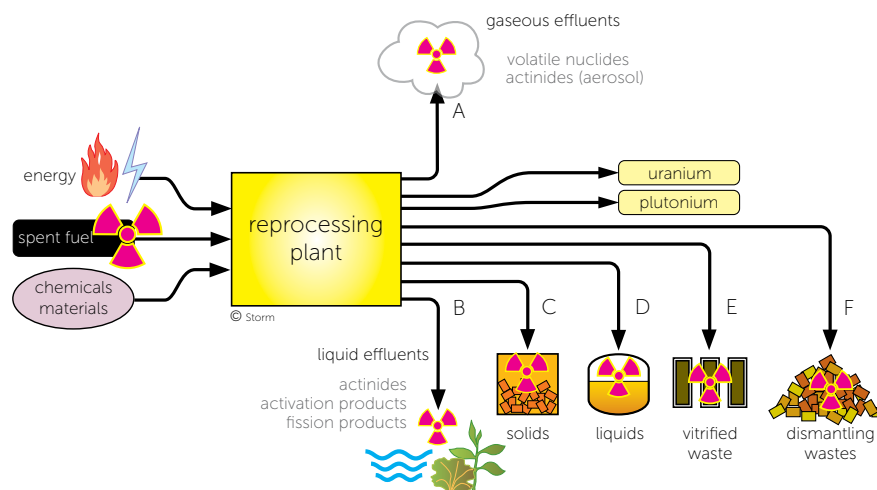 gaseous effluents
volatile nuclides
actinides (aerosol)
A
energy
uranium
plutonium
spent fuel
reprocessing
plant
chemicals
materials
© Storm
B
C
D
E
F
liquid effluents
actinides
activation products
fission products
solids
liquids
vitrified
waste
dismantling
wastes